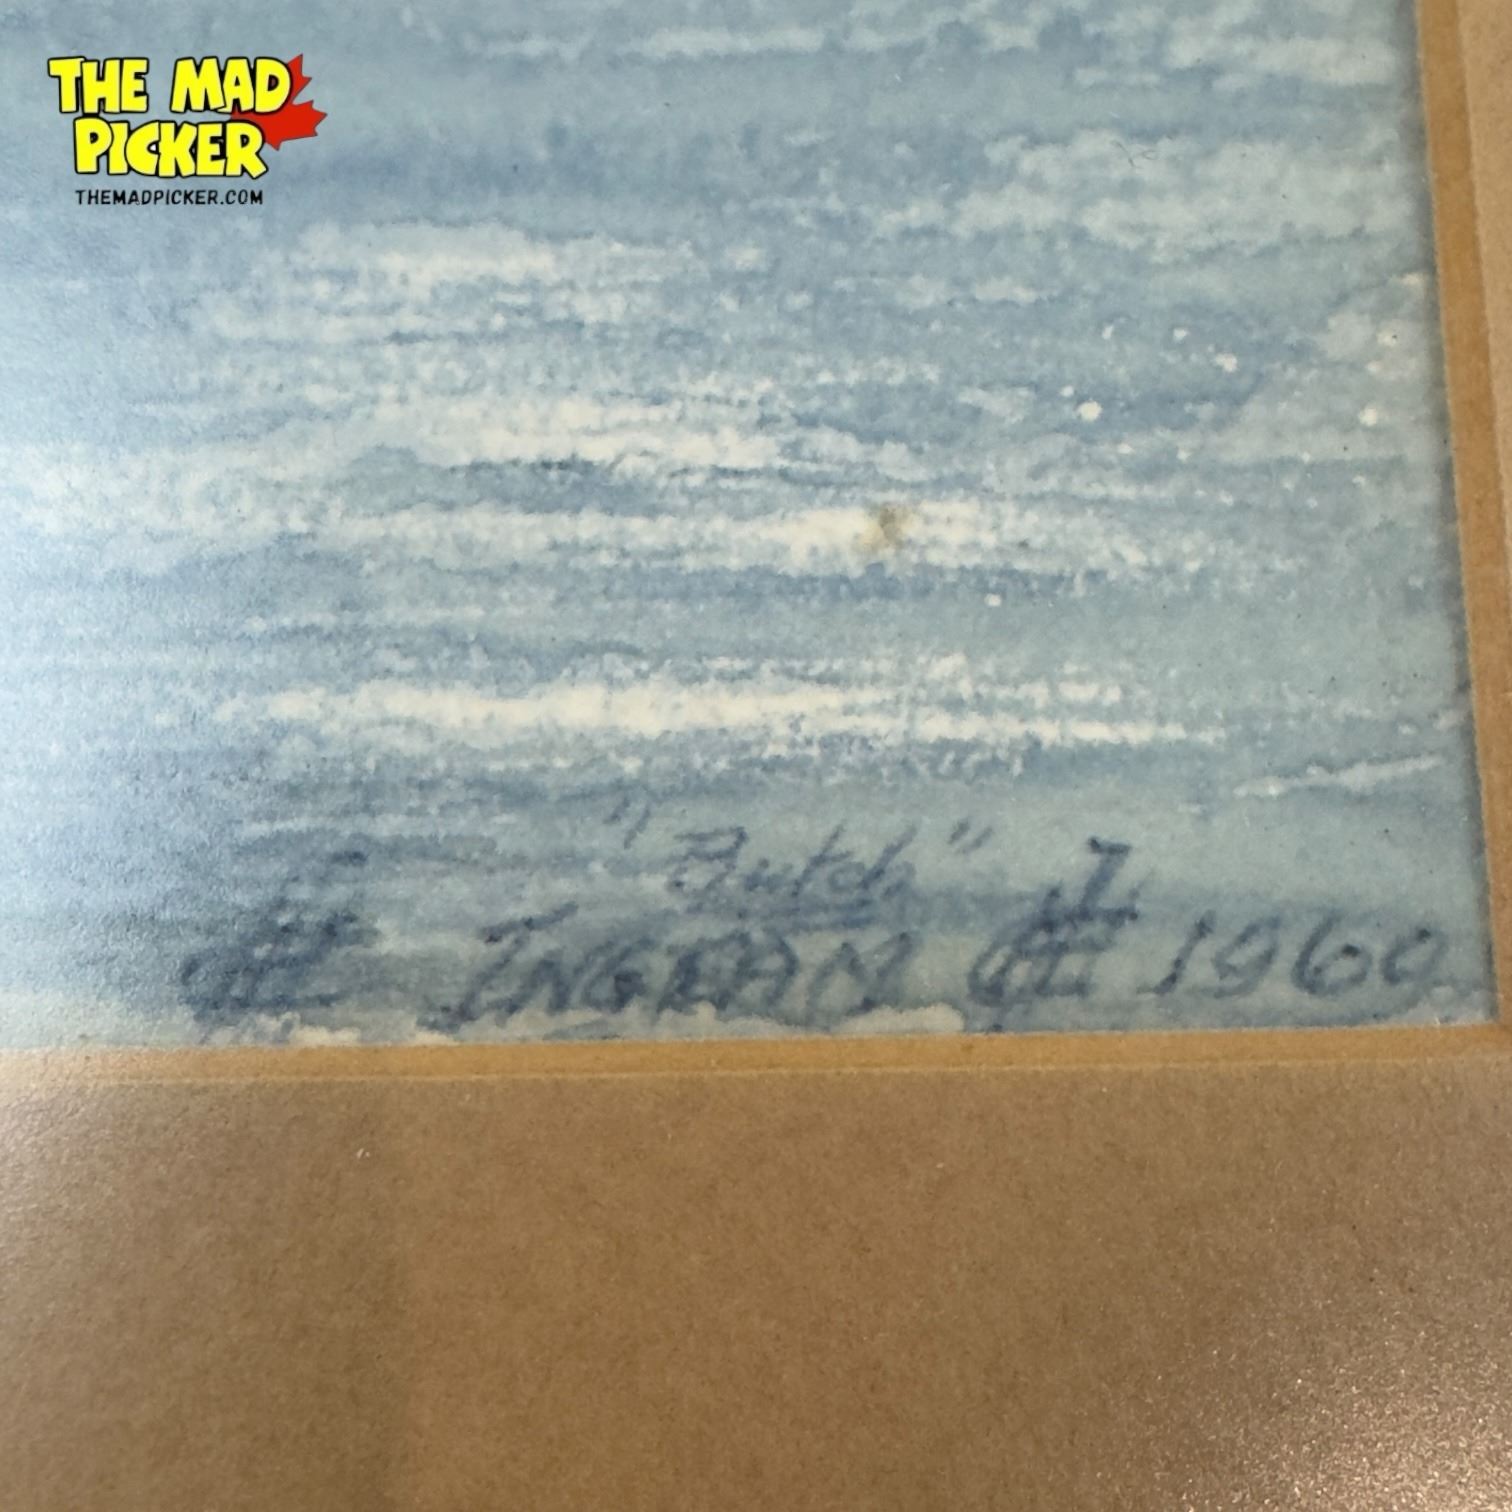 THE MAD
PICKER
THEMADPICKER.COM
"Butch"
INGRAM 1960